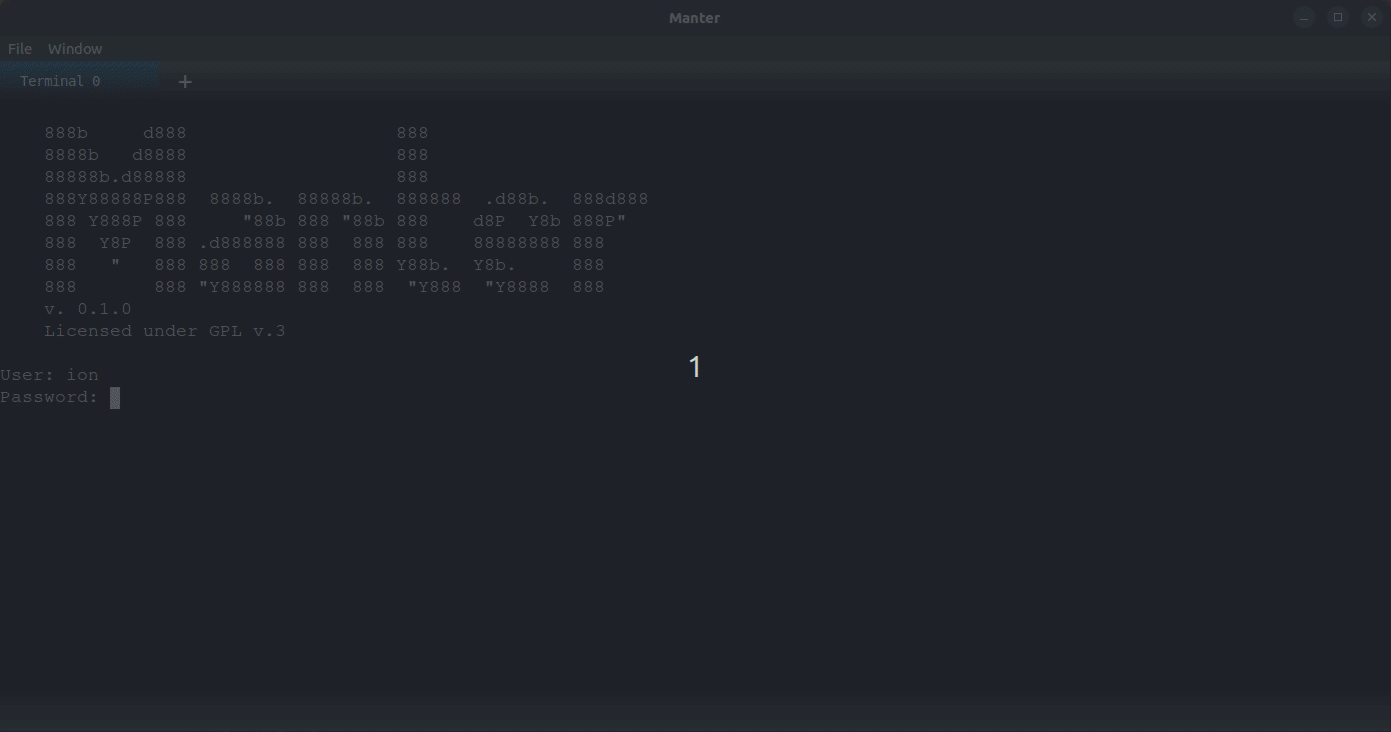 Manter
File Window
Terminal 0 +
888b     d888                   888
8888b   d8888                   888
88888b.d88888                   888
888Y88888P888  8888b.  88888b.  888888  .d88b.  888d888
888 Y888P 888     "88b 888 "88b 888    d8P  Y8b 888P"
888  Y8P  888 .d888888 888  888 888    88888888 888
888   "   888 888  888 888  888 Y88b.  Y8b.     888
888       888 "Y888888 888  888  "Y888  "Y8888  888
v. 0.1.0
Licensed under GPL v.3
1
User: ion
Password: